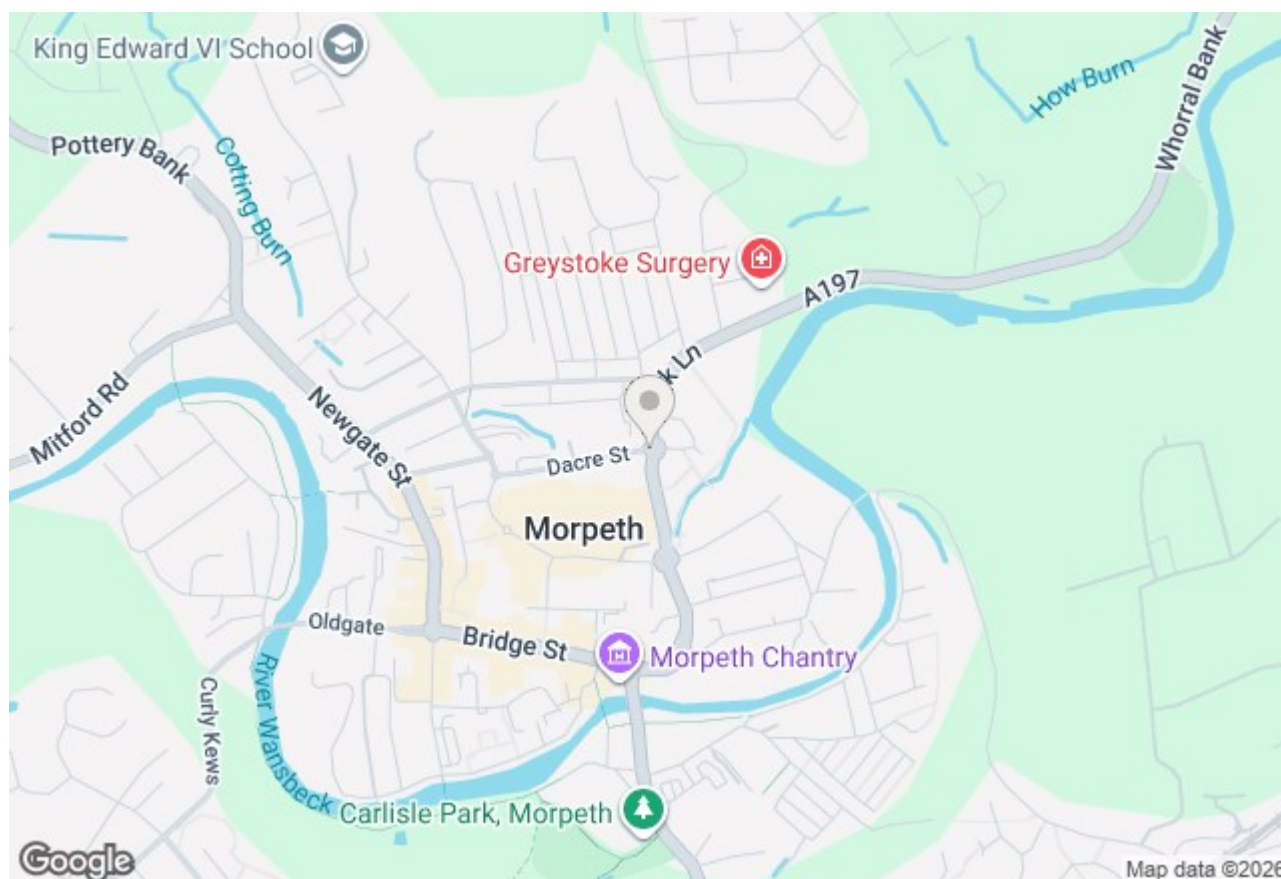 King Edward VI School
Pottery Bank
Cotting Burn
How Burn
Whorral Bank
Greystoke Surgery
A197
Ln
Mitford Rd
Newgate St
Dacre St
Morpeth
Oldgate
Bridge St
Morpeth Chantry
River Wansbeck
Curly Kews
Carlisle Park, Morpeth
Google
Map data ©2026